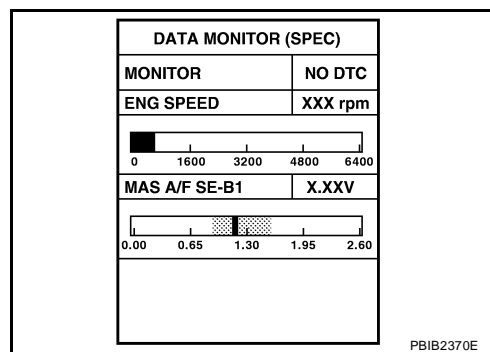 DATA MONITOR (SPEC)
MONITOR NO DTC
ENG SPEED XXX rpm
0 1600 3200 4800 6400
MAS A/F SE-B1 X.XXV
0.00 0.65 1.30 1.95 2.60
PBIB2370E